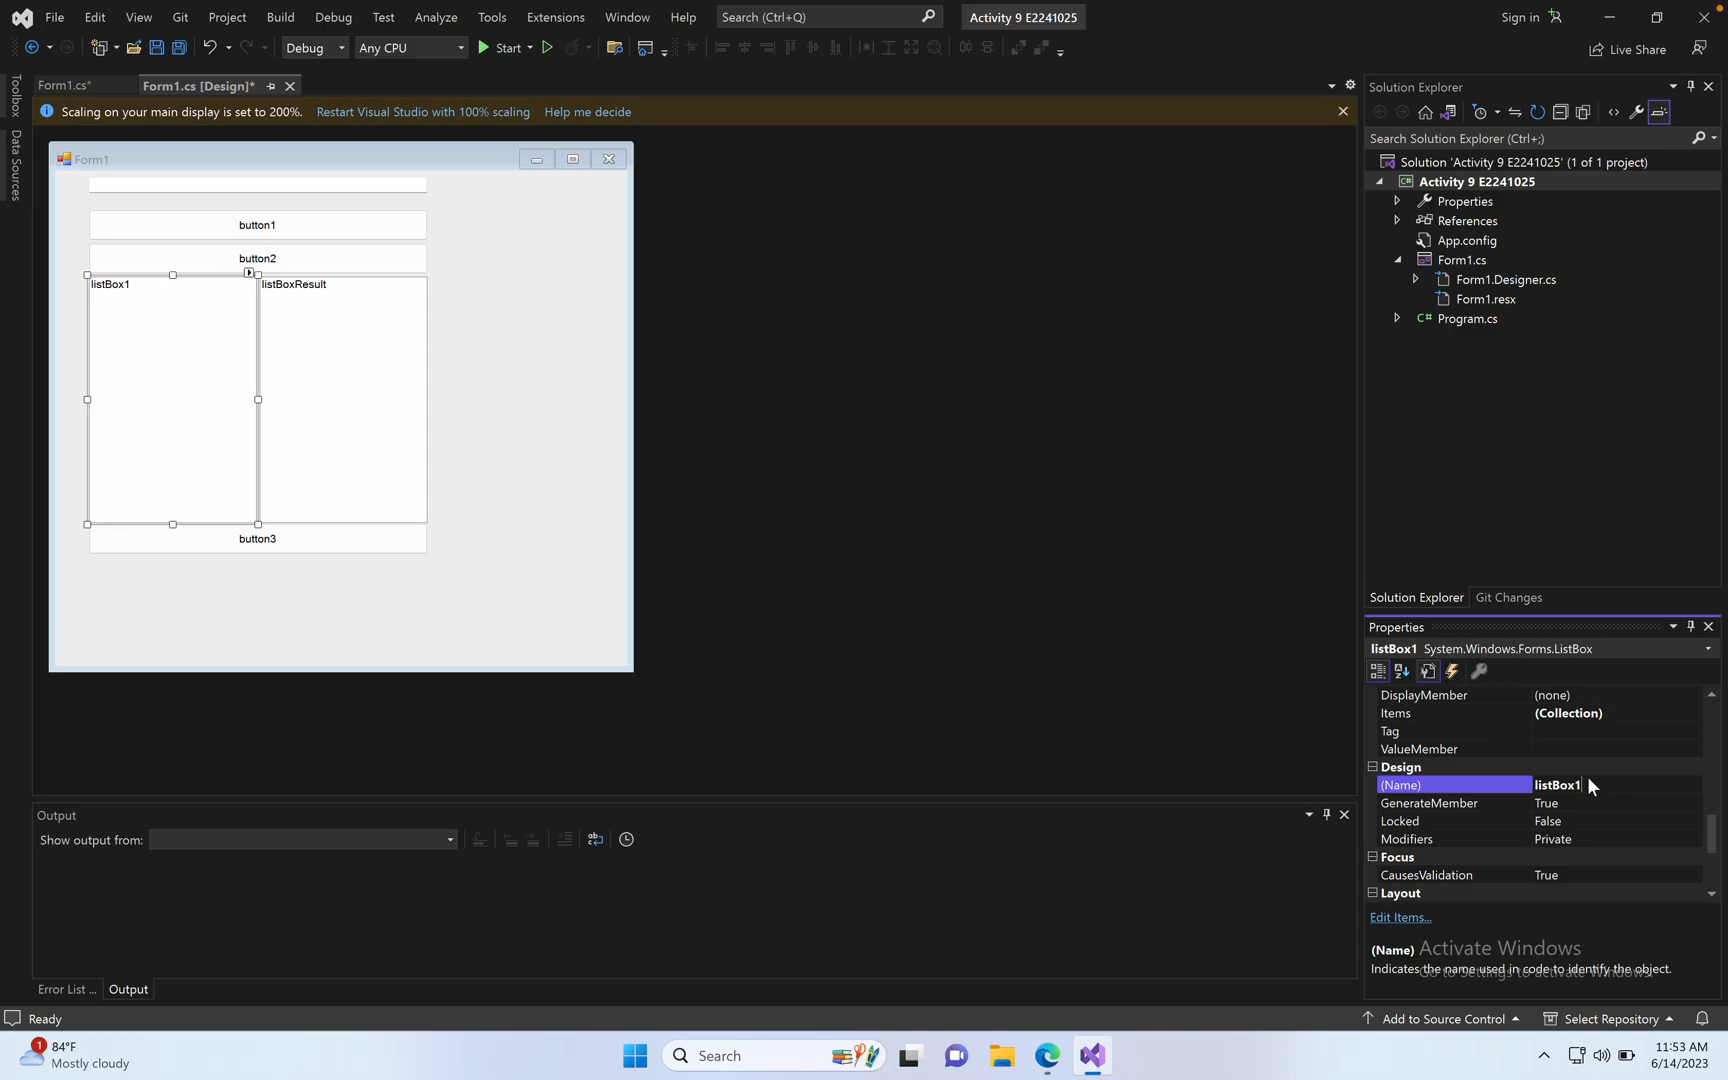 File Edit View Git Project Build Debug Test Analyze Tools Extensions Window Help Search (Ctrl+Q) Activity 9 E2241025 Sign in
Debug Any CPU Start Live Share
Toolbox
Data Sources
Form1.cs* Form1.cs [Design]*
Scaling on your main display is set to 200%. Restart Visual Studio with 100% scaling Help me decide
Form1
button1
button2
listBox1 listBoxResult
button3
Output
Show output from:
Error List ... Output
Solution Explorer
Search Solution Explorer (Ctrl+;)
Solution 'Activity 9 E2241025' (1 of 1 project)
C# Activity 9 E2241025
Properties
References
App.config
Form1.cs
Form1.Designer.cs
Form1.resx
C# Program.cs
Solution Explorer Git Changes
Properties
listBox1 System.Windows.Forms.ListBox
DisplayMember (none)
Items (Collection)
Tag
ValueMember
Design
(Name) listBox1
GenerateMember True
Locked False
Modifiers Private
Focus
CausesValidation True
Layout
Edit Items...
(Name)
Indicates the name used in code to identify the object.
Activate Windows
Go to Settings to activate Windows.
Ready Add to Source Control Select Repository
1 84°F
Mostly cloudy
Search
11:53 AM
6/14/2023